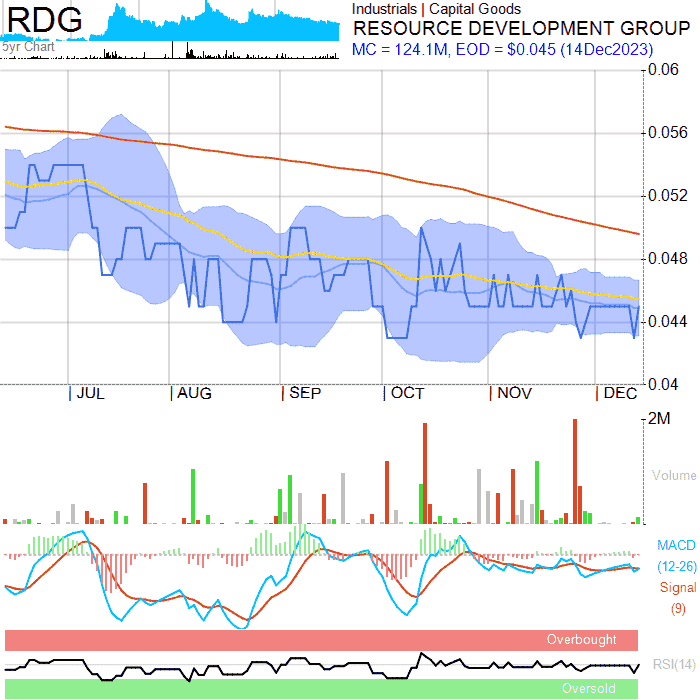 RDG
5yr Chart
Industrials | Capital Goods
RESOURCE DEVELOPMENT GROUP
MC = 124.1M, EOD = $0.045 (14Dec2023)
0.06
0.056
0.052
0.048
0.044
0.04
| JUL | AUG | SEP | OCT | NOV | DEC
2M
Volume
MACD
(12-26)
Signal
(9)
Overbought
RSI(14)
Oversold